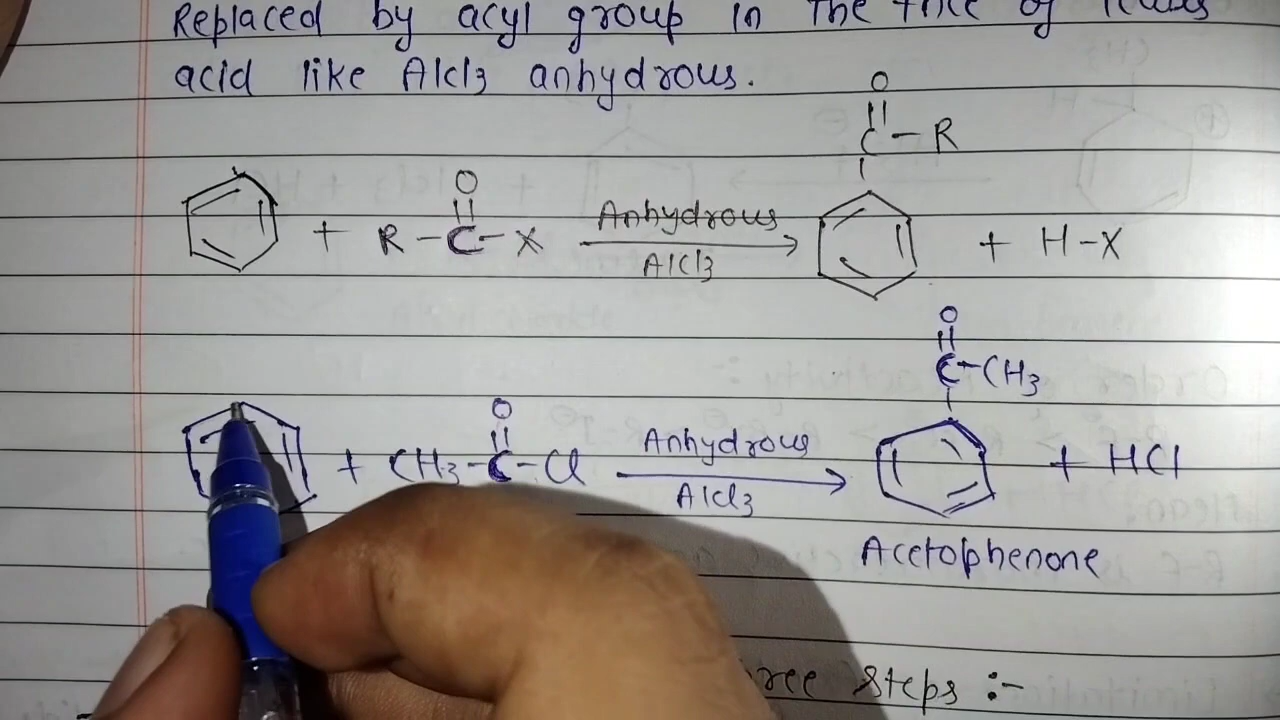 Replaced by acyl group in the
acid like AlCl3 anhydrous.
O
C-R
O
+ R-C-X Anhydrous AlCl3 + H-X
O
C-CH3
O
+ CH3-C-Cl Anhydrous AlCl3 + HCl
Acetophenone
steps :-